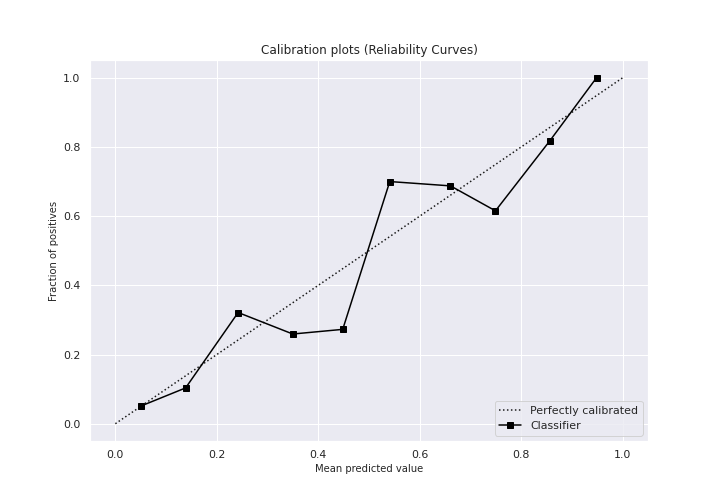 Calibration plots (Reliability Curves)
Fraction of positives
1.0
0.8
0.6
0.4
0.2
0.0
0.0 0.2 0.4 0.6 0.8 1.0
Mean predicted value
Perfectly calibrated
Classifier